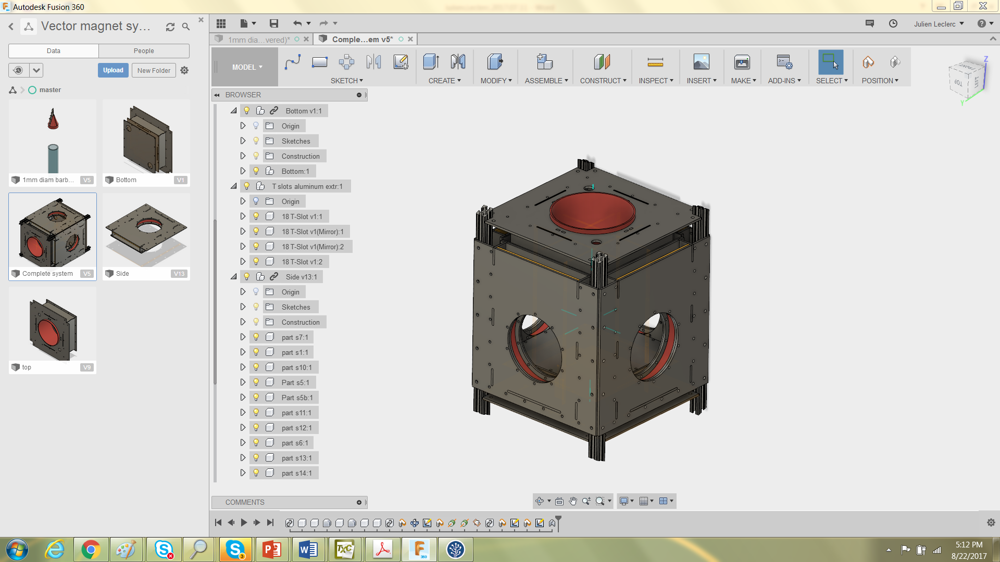 Autodesk Fusion 360
Vector magnet sy...
Data
People
Upload
New Folder
master
1mm diam barb...
V5
Bottom
V1
Complete system
V5
Side
V13
top
V9
Julien Leclerc
1mm dia...vered)*
Comple...em v5*
MODEL
SKETCH
CREATE
MODIFY
ASSEMBLE
CONSTRUCT
INSPECT
INSERT
MAKE
ADD-INS
SELECT
POSITION
Z
TOP
Y
BROWSER
Bottom v1:1
Origin
Sketches
Construction
Bottom:1
T slots aluminum extr:1
Origin
18 T-Slot v1:1
18 T-Slot v1(Mirror):1
18 T-Slot v1(Mirror):2
18 T-Slot v1:2
Side v13:1
Origin
Sketches
Construction
part s7:1
part s1:1
part s10:1
Part s5:1
Part s5b:1
part s11:1
part s12:1
part s6:1
part s13:1
part s14:1
COMMENTS
3
TXC
360
5:12 PM
8/22/2017